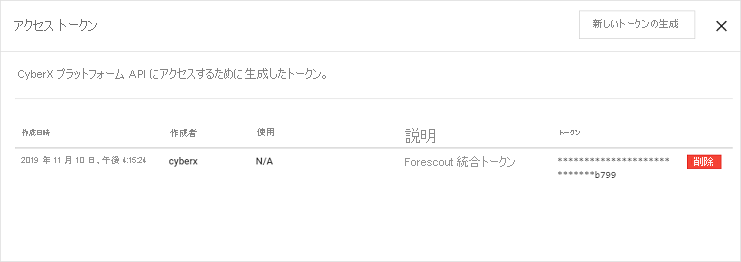 アクセス トークン
新しいトークンの生成
CyberX プラットフォーム API にアクセスするために生成したトークン。
作成日時 作成者 使用 説明 トークン
2019 年 11 月 10 日、午後 4:15:24 cyberx N/A Forescout 統合トークン ********************* 削除
*******b799